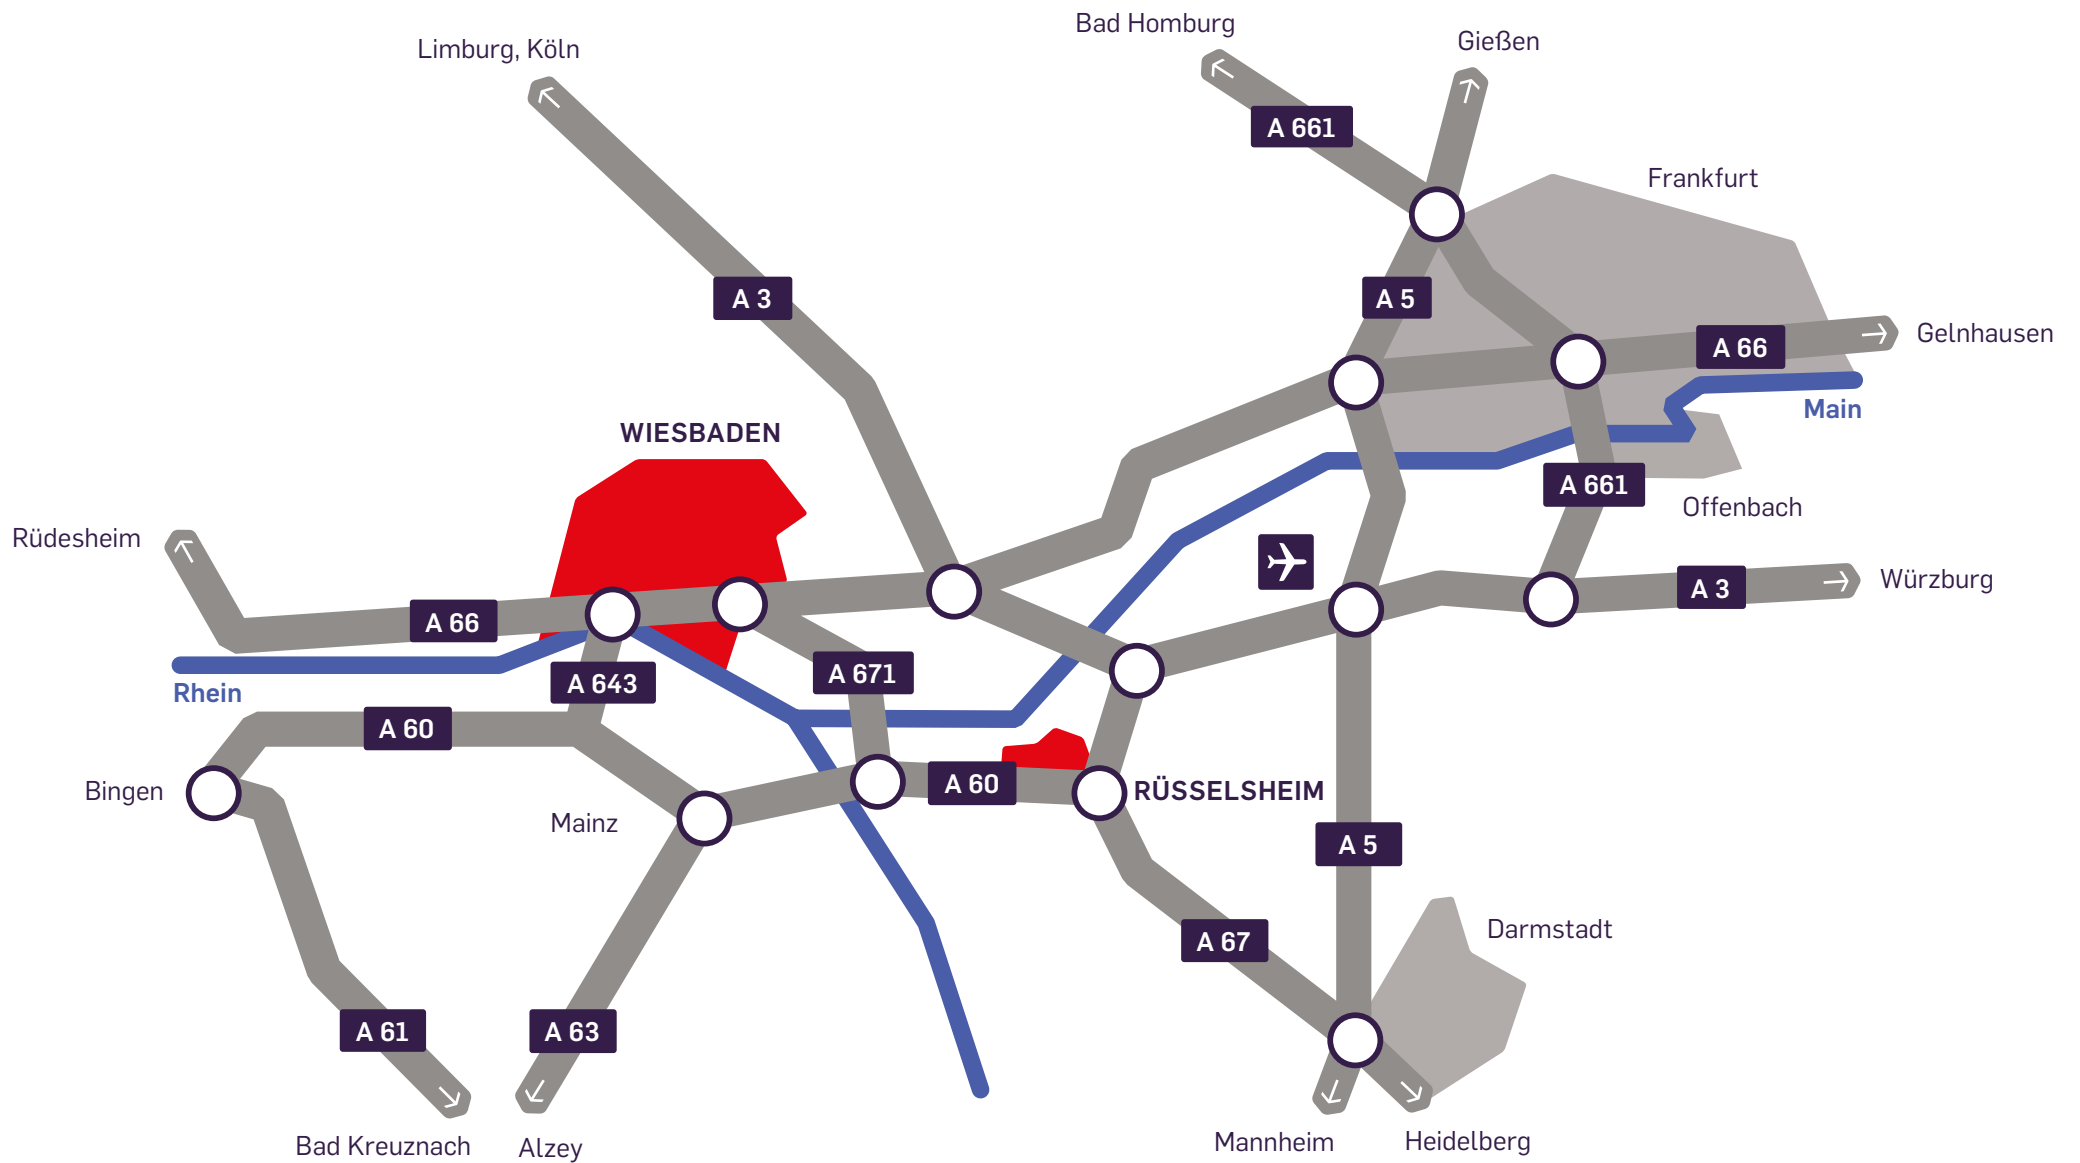 Bad Homburg
Gießen
Limburg, Köln
A 661
Frankfurt
A 3
A 5
Gelnhausen
A 66
Main
WIESBADEN
A 661
Offenbach
Rüdesheim
Würzburg
A 3
A 66
A 671
A 643
Rhein
A 60
A 60
RÜSSELSHEIM
Bingen
Mainz
A 5
Darmstadt
A 67
A 61
A 63
Bad Kreuznach
Alzey
Mannheim
Heidelberg